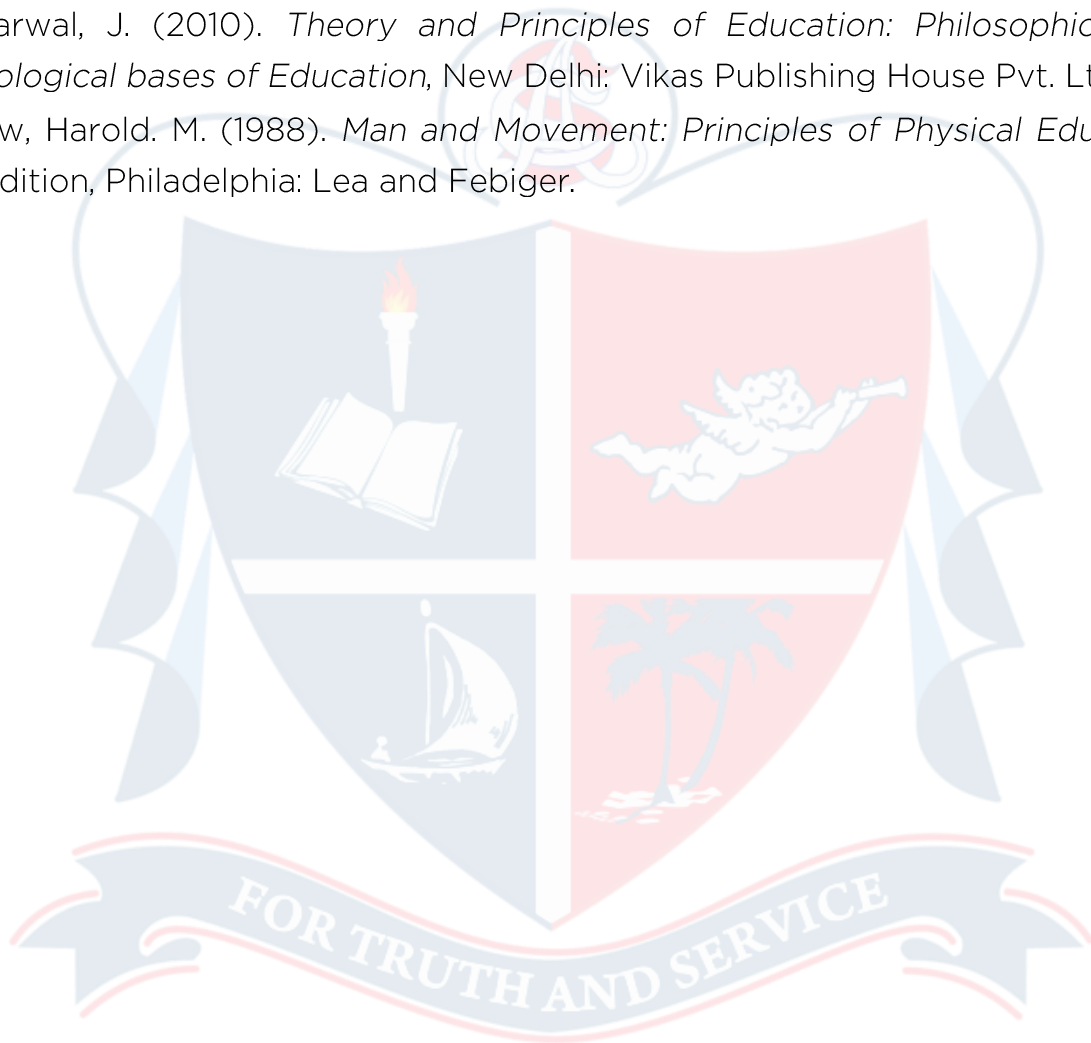 arwal, J. (2010). Theory and Principles of Education: Philosophic
ological bases of Education, New Delhi: Vikas Publishing House Pvt. Lt
w, Harold. M. (1988). Man and Movement: Principles of Physical Edu
dition, Philadelphia: Lea and Febiger.
FOR TRUTH AND SERVICE